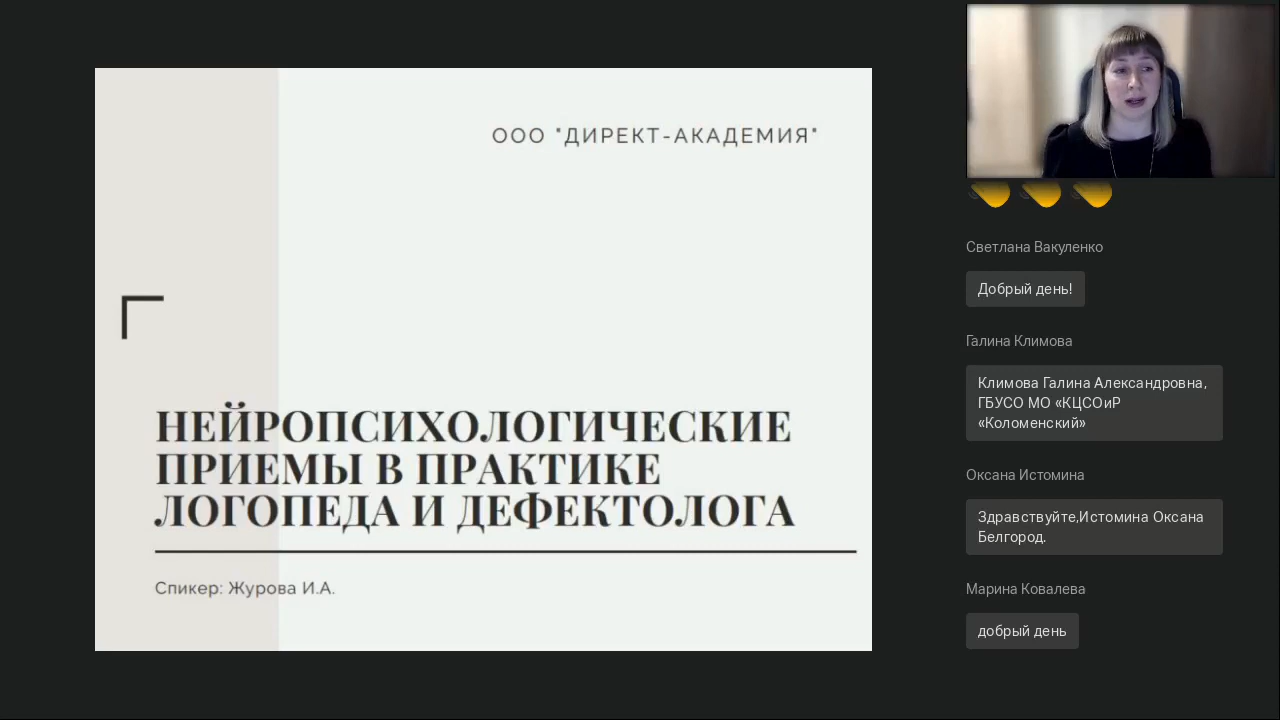 ООО "ДИРЕКТ-АКАДЕМИЯ"
НЕЙРОПСИХОЛОГИЧЕСКИЕ
ПРИЕМЫ В ПРАКТИКЕ
ЛОГОПЕДА И ДЕФЕКТОЛОГА
Спикер: Журова И.А.
Светлана Вакуленко
Добрый день!
Галина Климова
Климова Галина Александровна,
ГБУСО МО «КЦСОиР
«Коломенский»
Оксана Истомина
Здравствуйте,Истомина Оксана
Белгород.
Марина Ковалева
добрый день